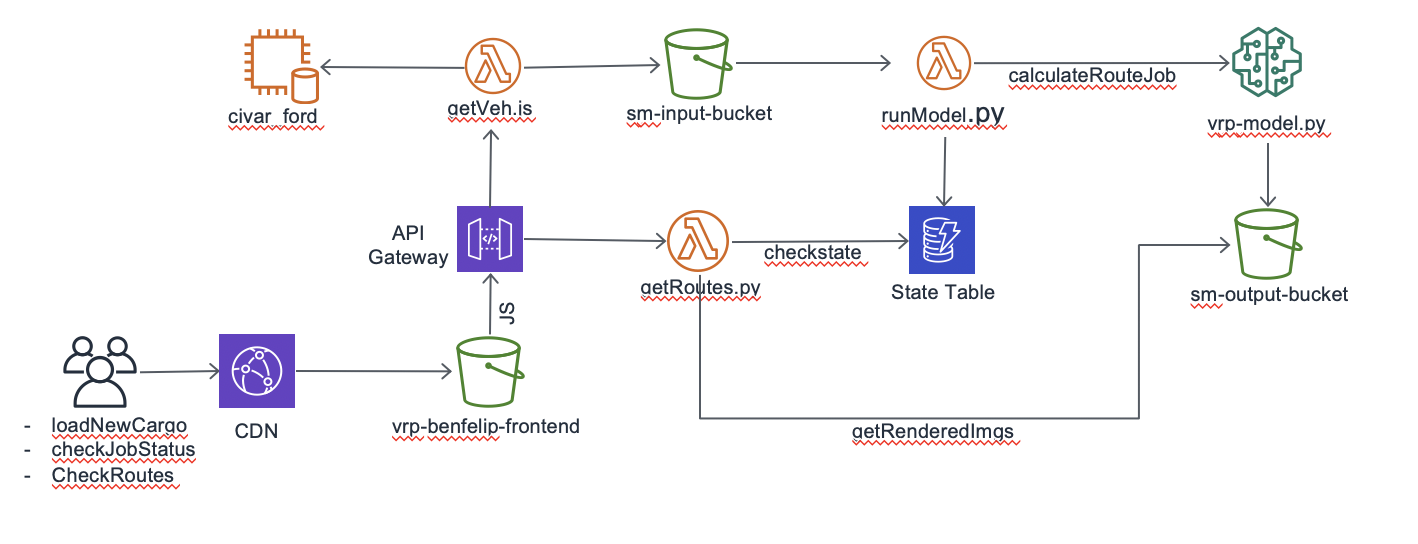 civar_ford
getVeh.js
sm-input-bucket
runModel.py
calculateRouteJob
vrp-model.py
API
Gateway
getRoutes.py
checkstate
State Table
sm-output-bucket
JS
- loadNewCargo
- checkJobStatus
- CheckRoutes
CDN
vrp-benfelip-frontend
getRenderedImgs